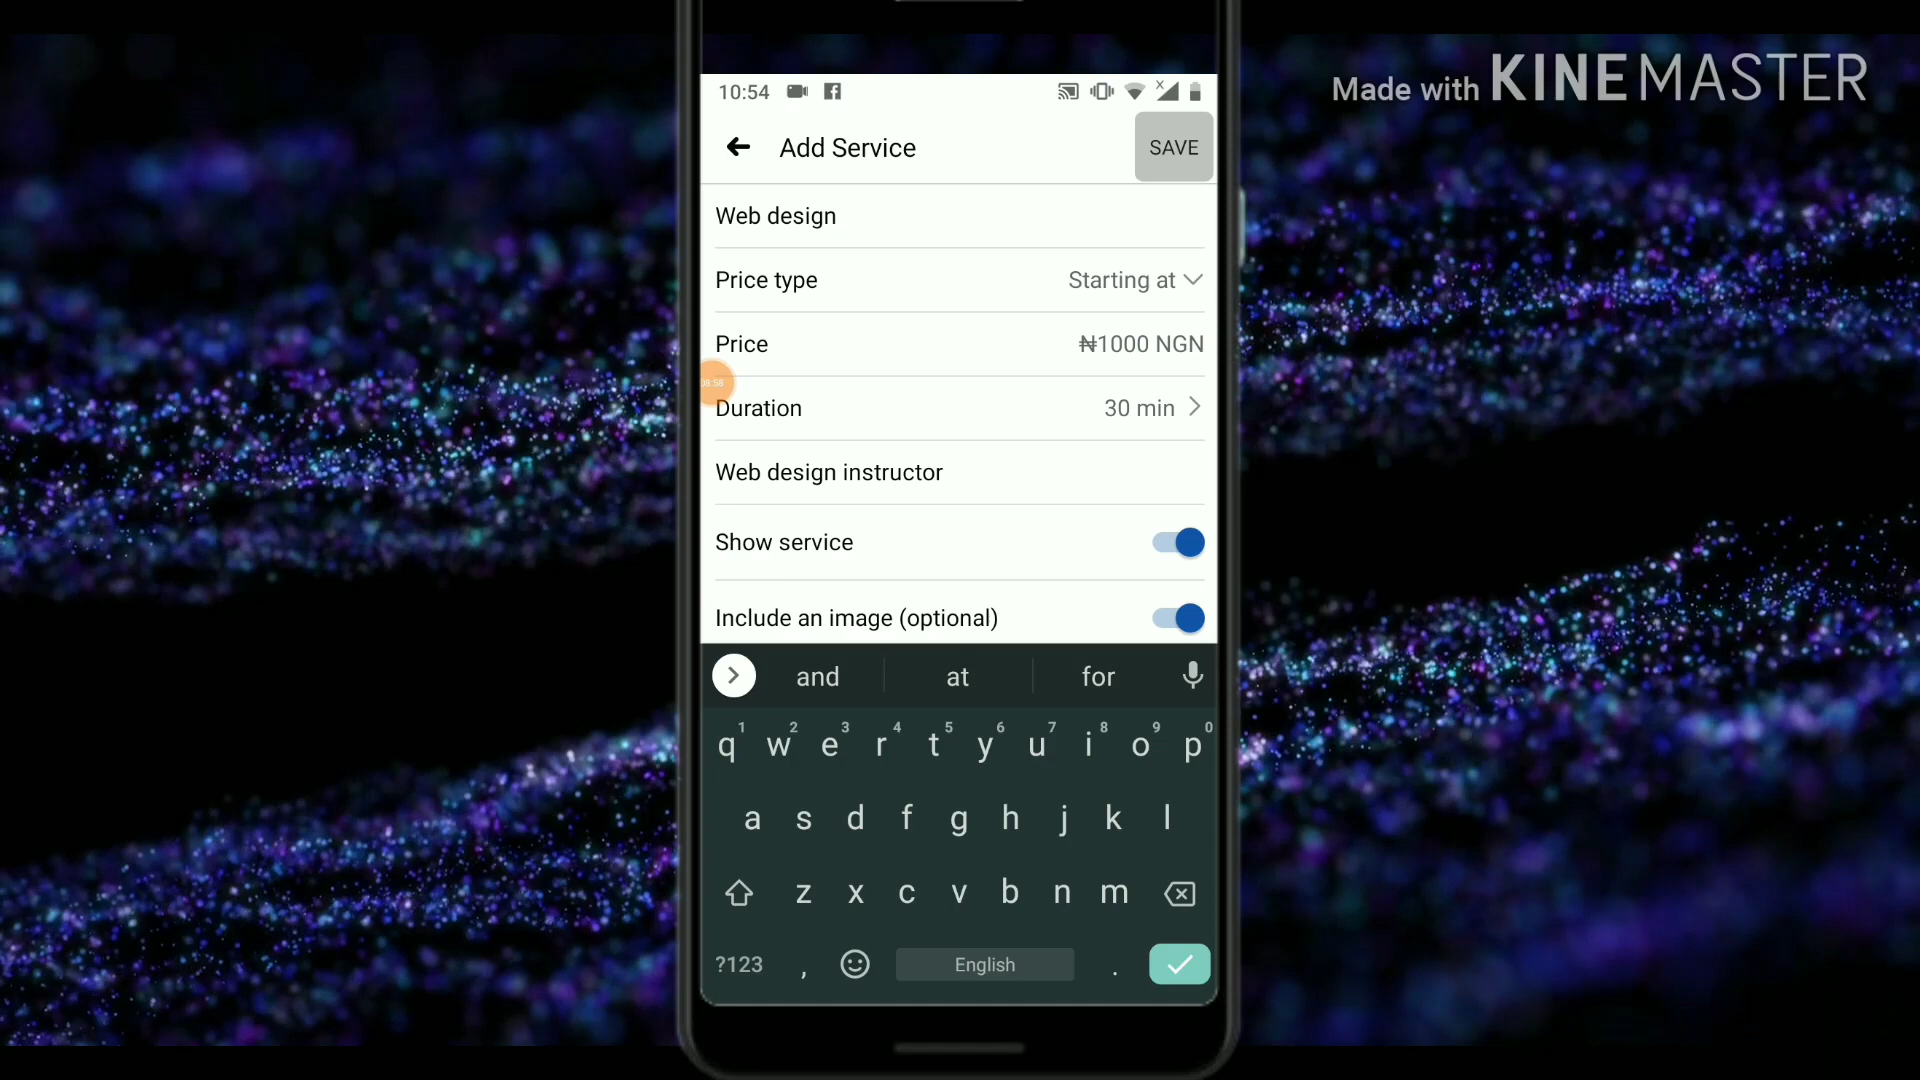 Made with KINEMASTER
10:54
Add Service
SAVE
Web design
Price type Starting at
Price ₦1000 NGN
08:58
Duration 30 min
Web design instructor
Show service
Include an image (optional)
and at for
1 2 3 4 5 6 7 8 9 0
q w e r t y u i o p
a s d f g h j k l
z x c v b n m
?123 , English .